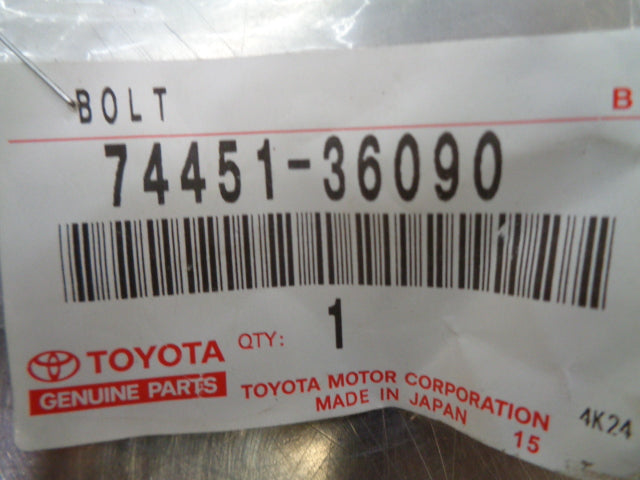 BOLT B
74451-36090
QTY: 1
TOYOTA
GENUINE PARTS
TOYOTA MOTOR CORPORATION
MADE IN JAPAN 15
4K24